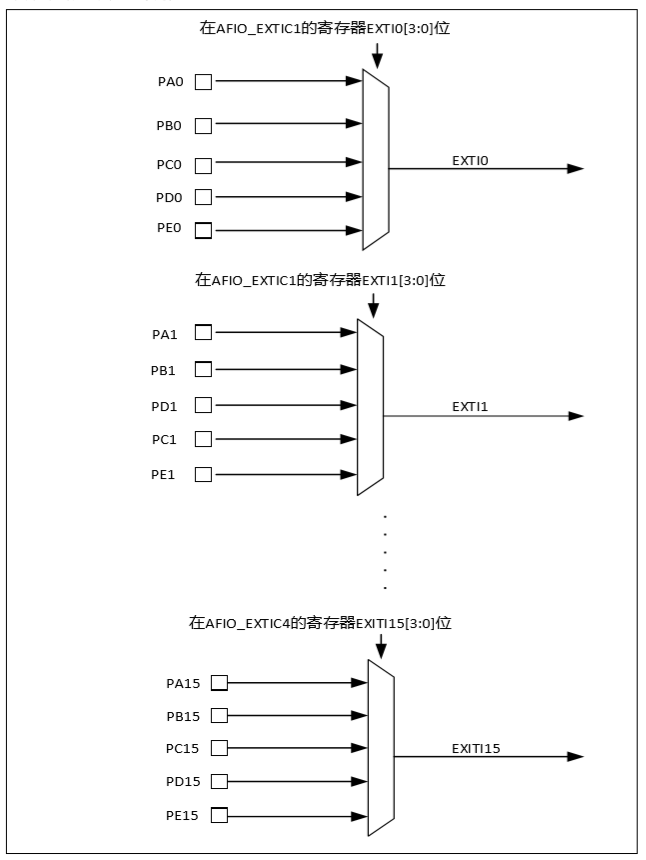 在AFIO_EXTIC1的寄存器EXTI0[3:0]位
PA0
PB0
PC0
EXTI0
PD0
PE0
在AFIO_EXTIC1的寄存器EXTI1[3:0]位
PA1
PB1
PD1
EXTI1
PC1
PE1
在AFIO_EXTIC4的寄存器EXITI15[3:0]位
PA15
PB15
PC15
EXITI15
PD15
PE15